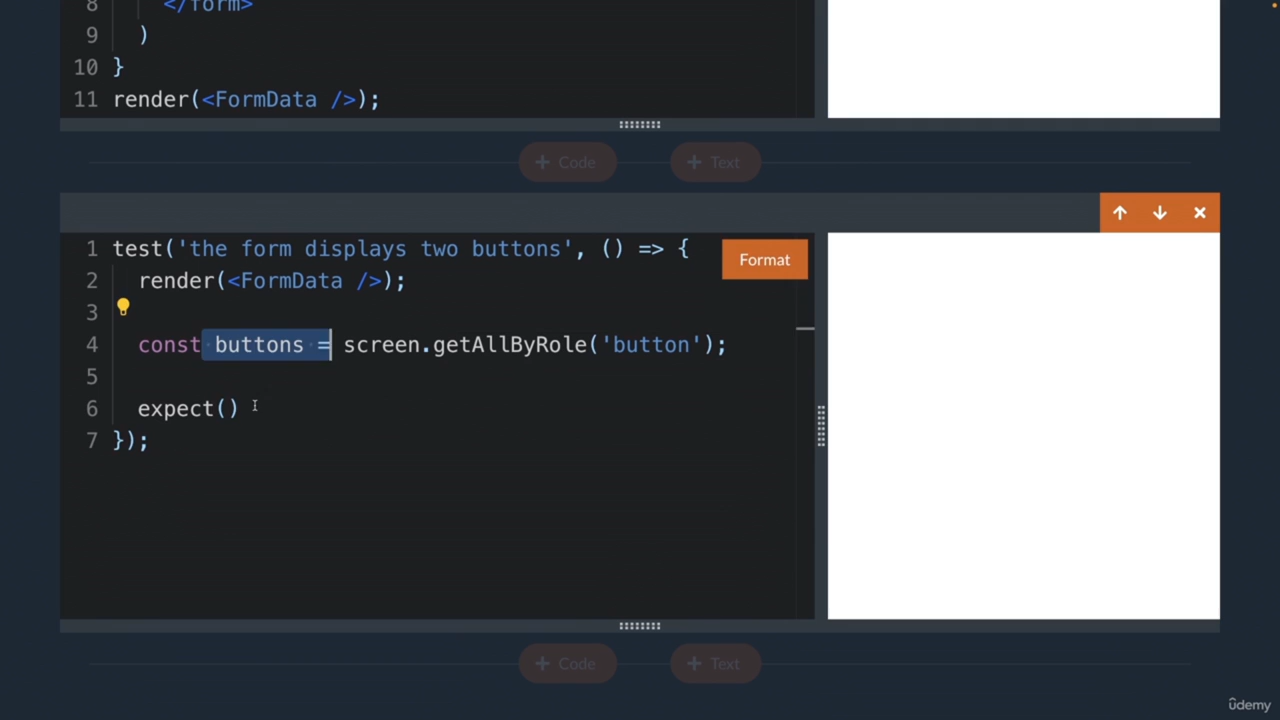 8 </form>
9 )
10 }
11 render(<FormData />);
+ Code + Text
1 test('the form displays two buttons', () => {
Format
2 render(<FormData />);
3
4 const buttons = screen.getAllByRole('button');
5
6 expect()
7 });
+ Code + Text
ûdemy